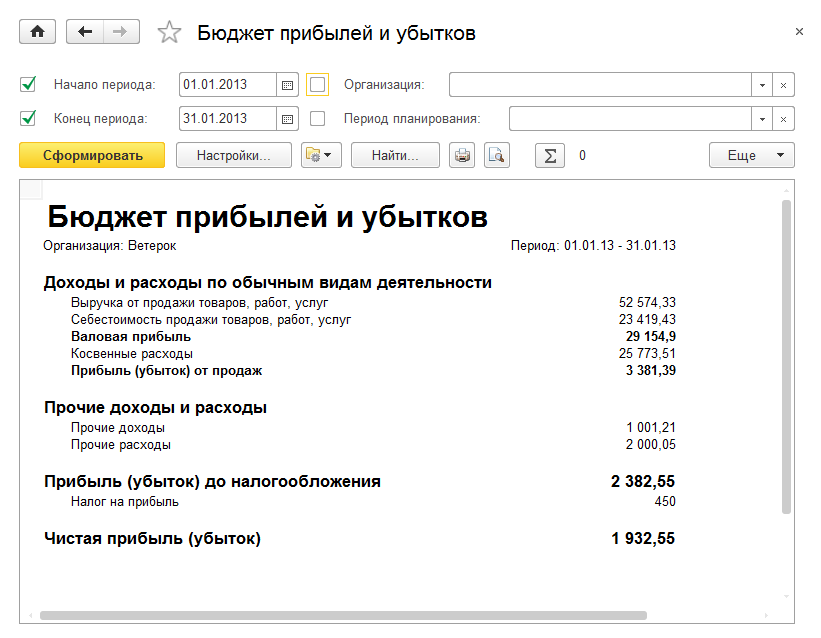 Бюджет прибылей и убытков
Начало периода: 01.01.2013 Организация:
Конец периода: 31.01.2013 Период планирования:
Сформировать Настройки... Найти... Σ 0 Еще
Бюджет прибылей и убытков
Организация: Ветерок Период: 01.01.13 - 31.01.13
Доходы и расходы по обычным видам деятельности
Выручка от продажи товаров, работ, услуг 52 574,33
Себестоимость продажи товаров, работ, услуг 23 419,43
Валовая прибыль 29 154,9
Косвенные расходы 25 773,51
Прибыль (убыток) от продаж 3 381,39
Прочие доходы и расходы
Прочие доходы 1 001,21
Прочие расходы 2 000,05
Прибыль (убыток) до налогообложения 2 382,55
Налог на прибыль 450
Чистая прибыль (убыток) 1 932,55